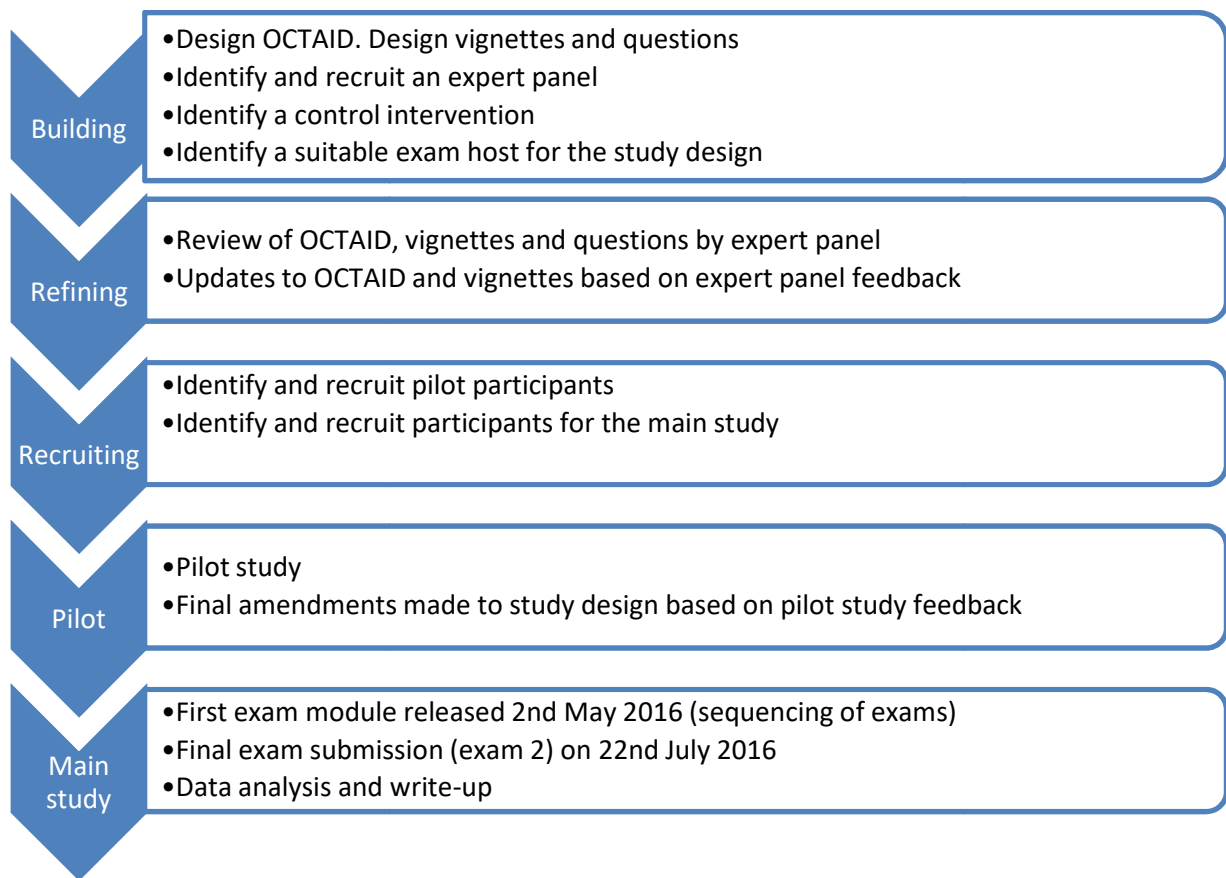 Building
•Design OCTAID. Design vignettes and questions
•Identify and recruit an expert panel
•Identify a control intervention
•Identify a suitable exam host for the study design
Refining
•Review of OCTAID, vignettes and questions by expert panel
•Updates to OCTAID and vignettes based on expert panel feedback
Recruiting
•Identify and recruit pilot participants
•Identify and recruit participants for the main study
Pilot
•Pilot study
•Final amendments made to study design based on pilot study feedback
Main
study
•First exam module released 2nd May 2016 (sequencing of exams)
•Final exam submission (exam 2) on 22nd July 2016
•Data analysis and write-up